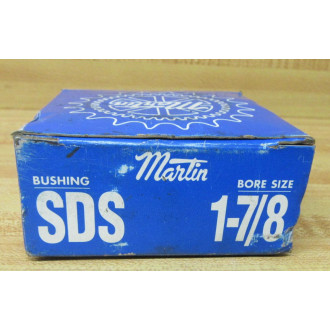 Martin
Martin
BUSHING
BORE SIZE
SDS
1-7/8